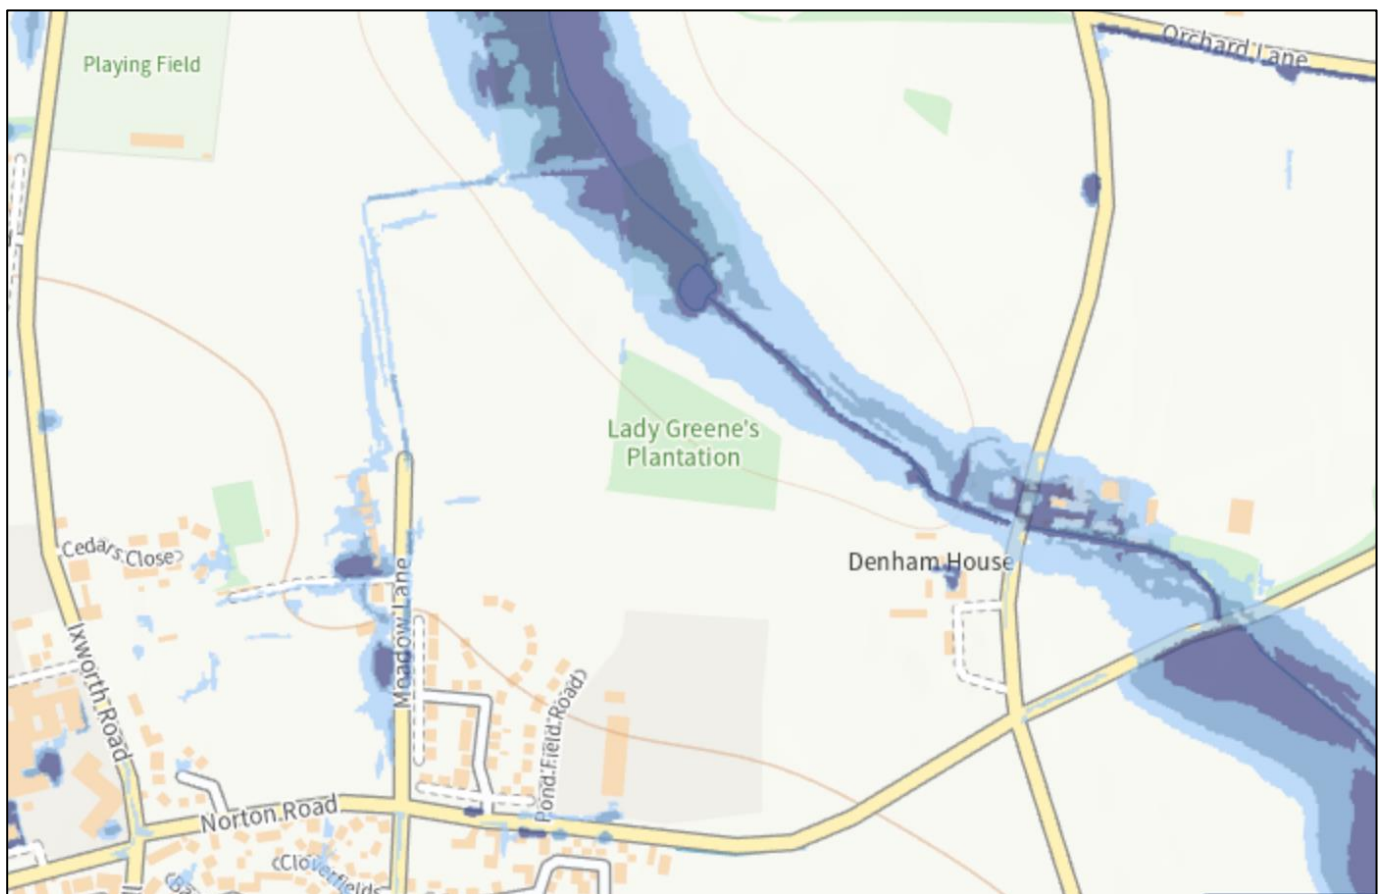 Orchard Lane
Playing Field
Lady Greene's
Plantation
Cedars Close
Denham House
Meadow Lane
Ixworth Road
Pond Field Road
Norton Road
Cloverfields